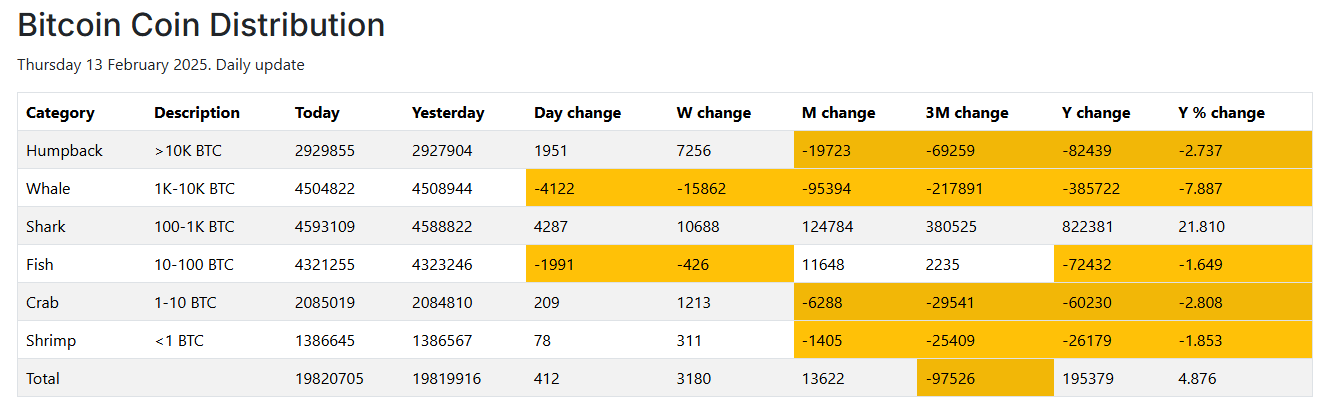 Bitcoin Coin Distribution
Thursday 13 February 2025. Daily update
Category Description Today Yesterday Day change W change M change 3M change Y change Y % change
Humpback >10K BTC 2929855 2927904 1951 7256 -19723 -69259 -82439 -2.737
Whale 1K-10K BTC 4504822 4508944 -4122 -15862 -95394 -217891 -385722 -7.887
Shark 100-1K BTC 4593109 4588822 4287 10688 124784 380525 822381 21.810
Fish 10-100 BTC 4321255 4323246 -1991 -426 11648 2235 -72432 -1.649
Crab 1-10 BTC 2085019 2084810 209 1213 -6288 -29541 -60230 -2.808
Shrimp <1 BTC 1386645 1386567 78 311 -1405 -25409 -26179 -1.853
Total 19820705 19819916 412 3180 13622 -97526 195379 4.876